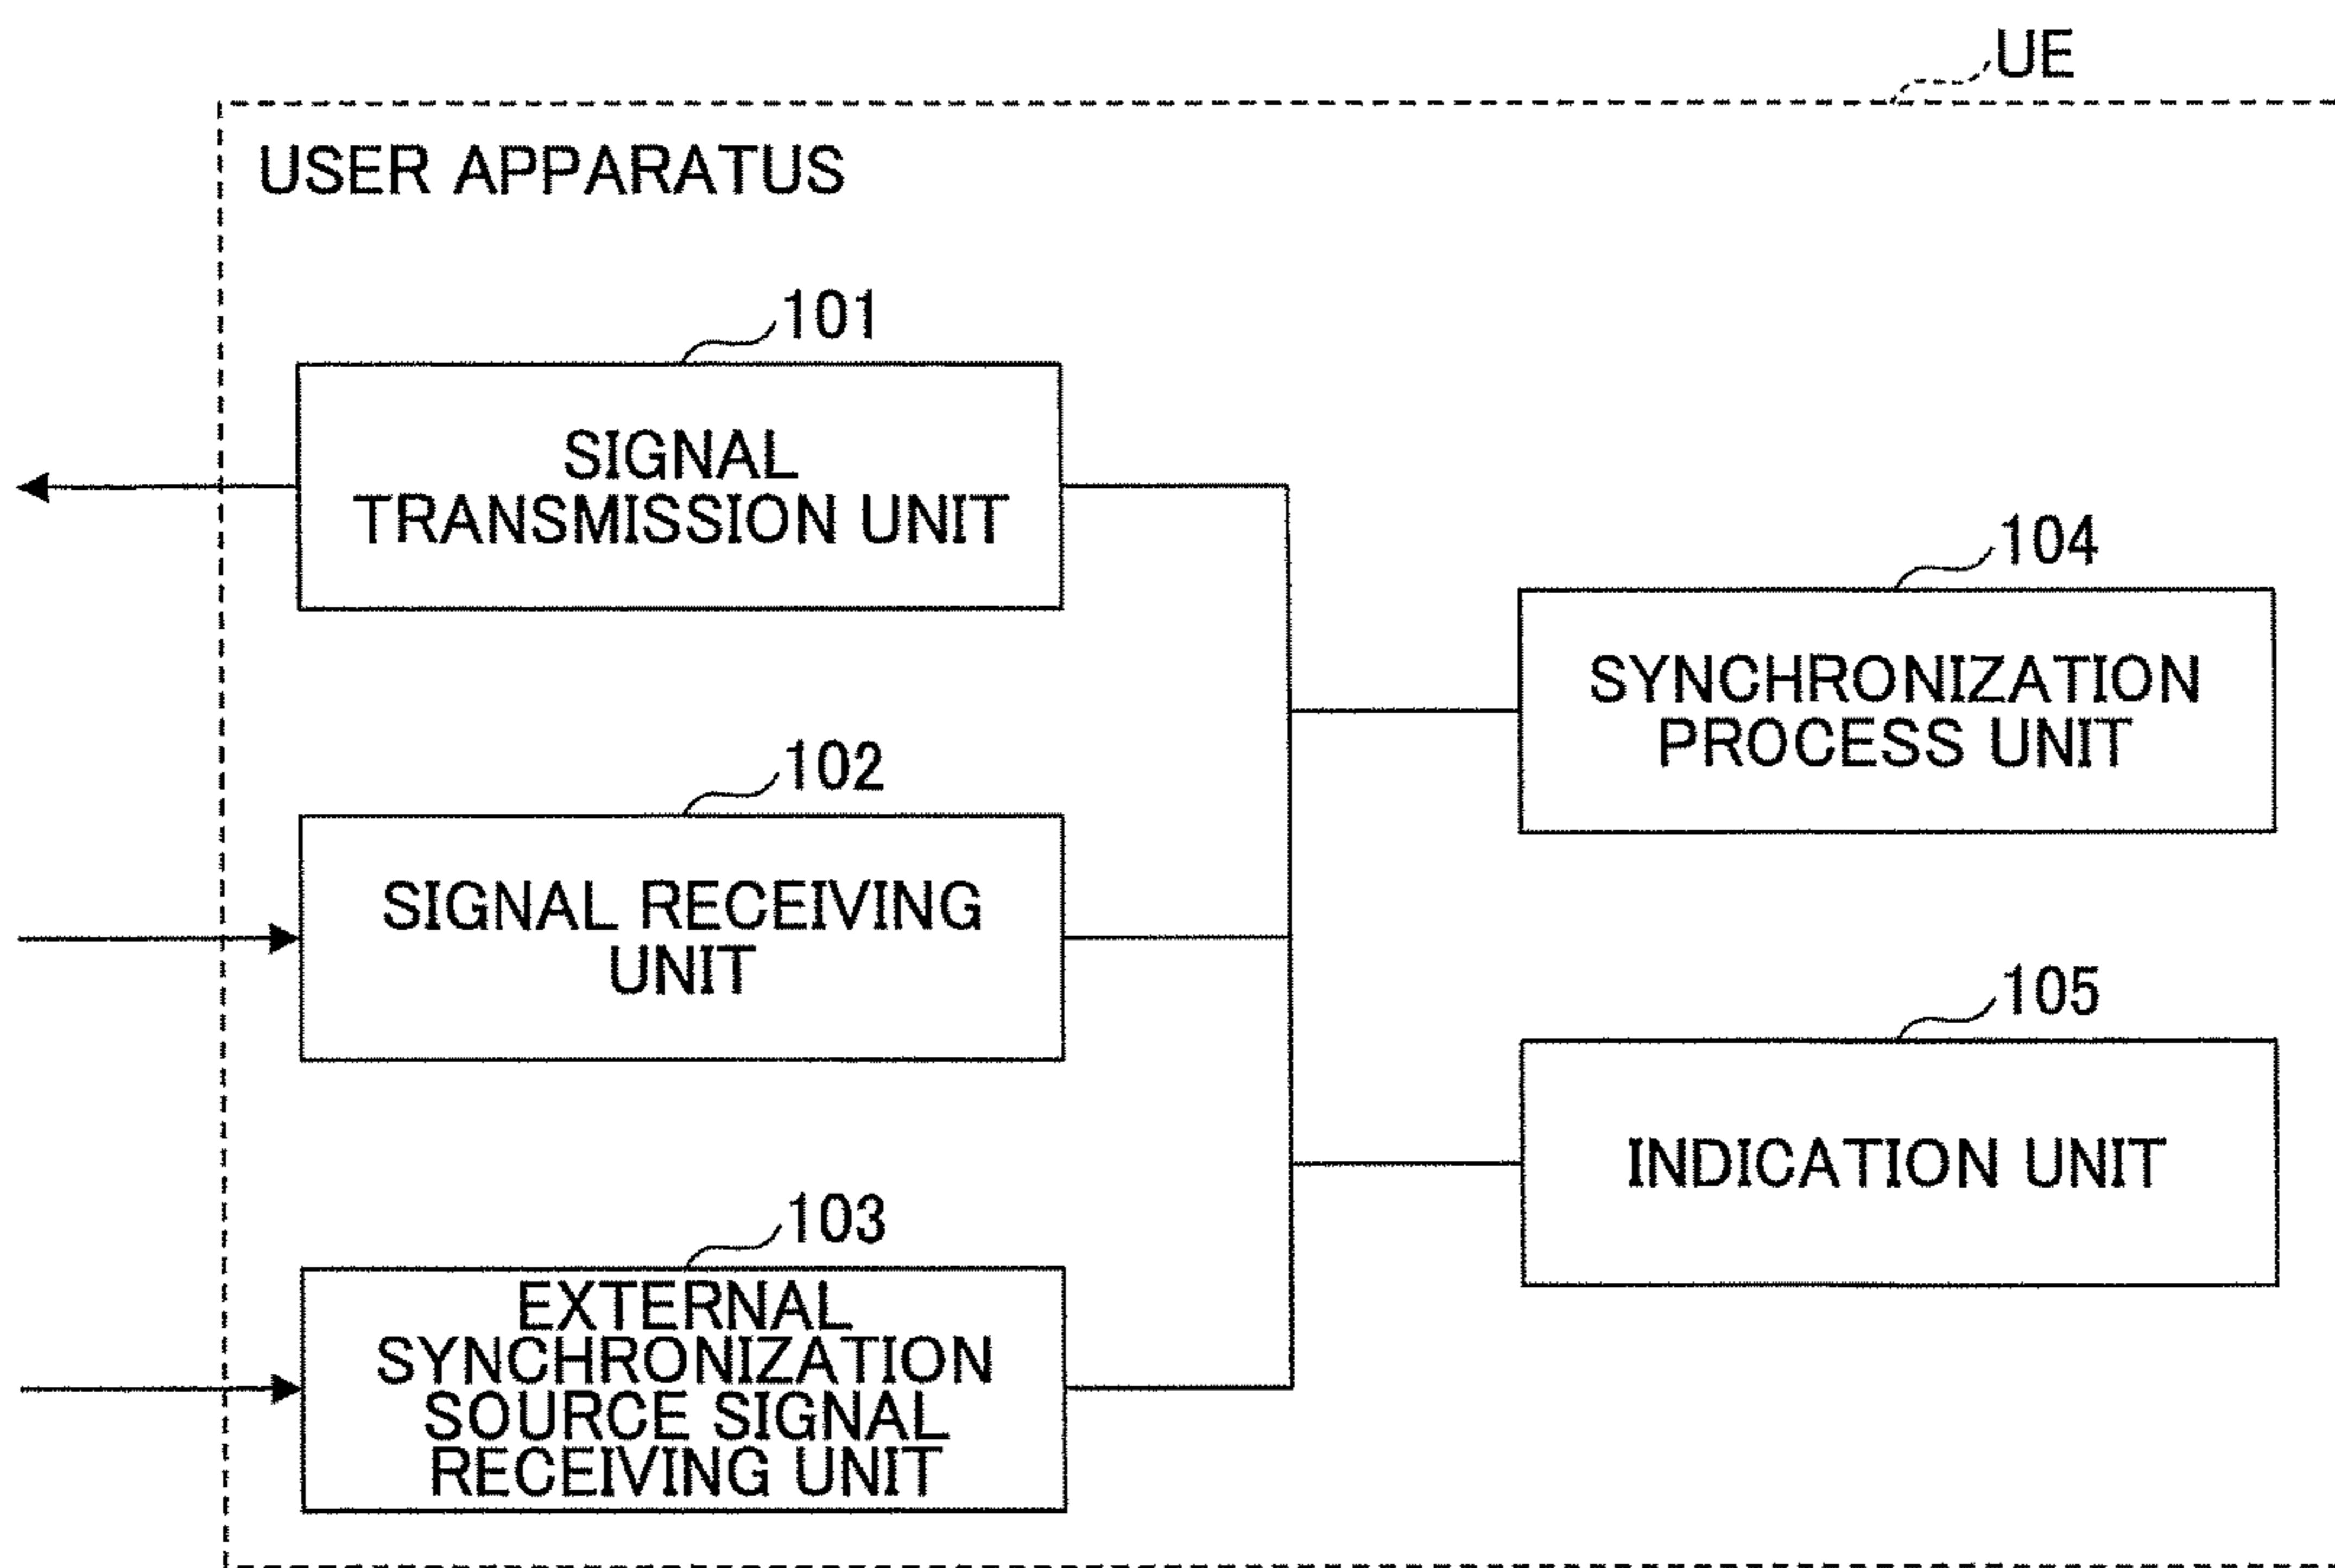 UE
USER APPARATUS
101
SIGNAL
TRANSMISSION UNIT
104
SYNCHRONIZATION
PROCESS UNIT
102
SIGNAL RECEIVING
UNIT
105
INDICATION UNIT
103
EXTERNAL
SYNCHRONIZATION
SOURCE SIGNAL
RECEIVING UNIT